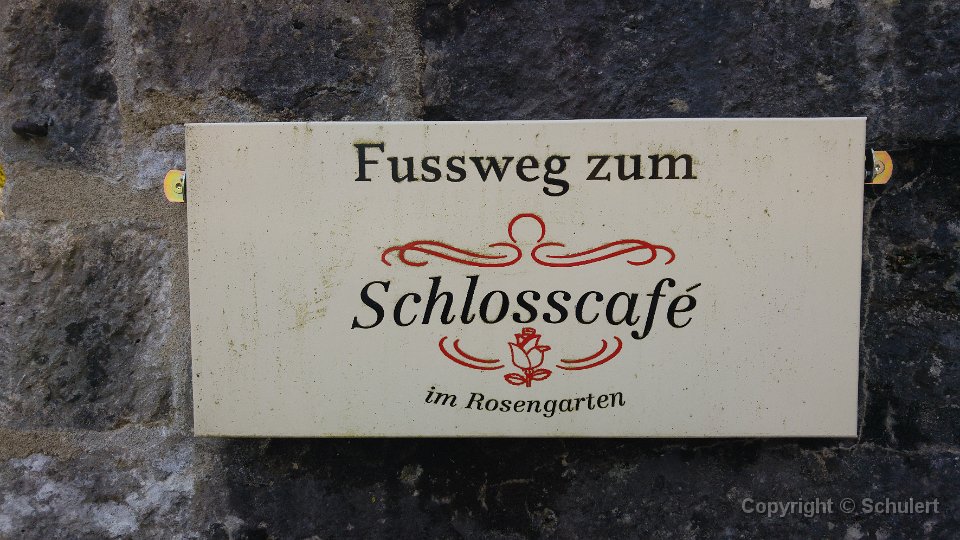 Fussweg zum
Schlosscafé
im Rosengarten
Copyright © Schulert